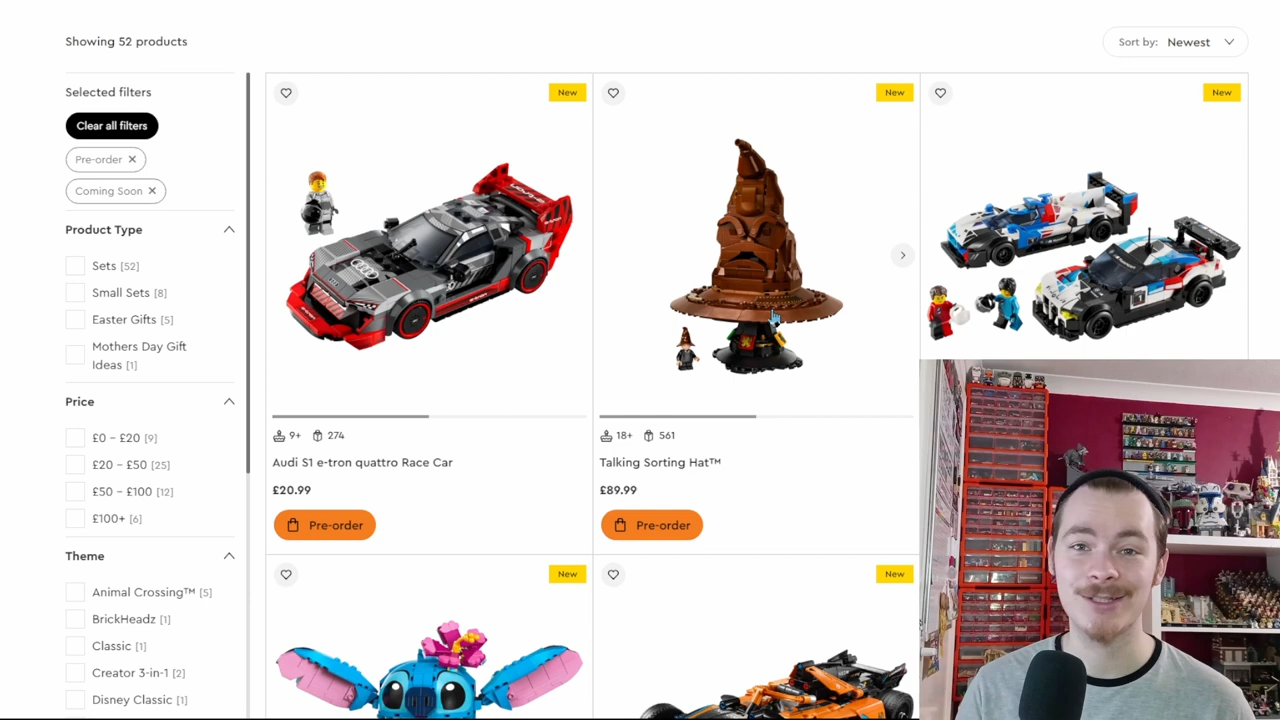 Showing 52 products
Sort by: Newest
Selected filters
Clear all filters
Pre-order ✕
Coming Soon ✕
Product Type
Sets [52]
Small Sets [8]
Easter Gifts [5]
Mothers Day Gift
Ideas [1]
Price
£0 – £20 [9]
£20 – £50 [25]
£50 – £100 [12]
£100+ [6]
Theme
Animal Crossing™ [5]
BrickHeadz [1]
Classic [1]
Creator 3-in-1 [2]
Disney Classic [1]
New
9+ 274
Audi S1 e-tron quattro Race Car
£20.99
Pre-order
New
18+ 561
Talking Sorting Hat™
£89.99
Pre-order
New
New
New